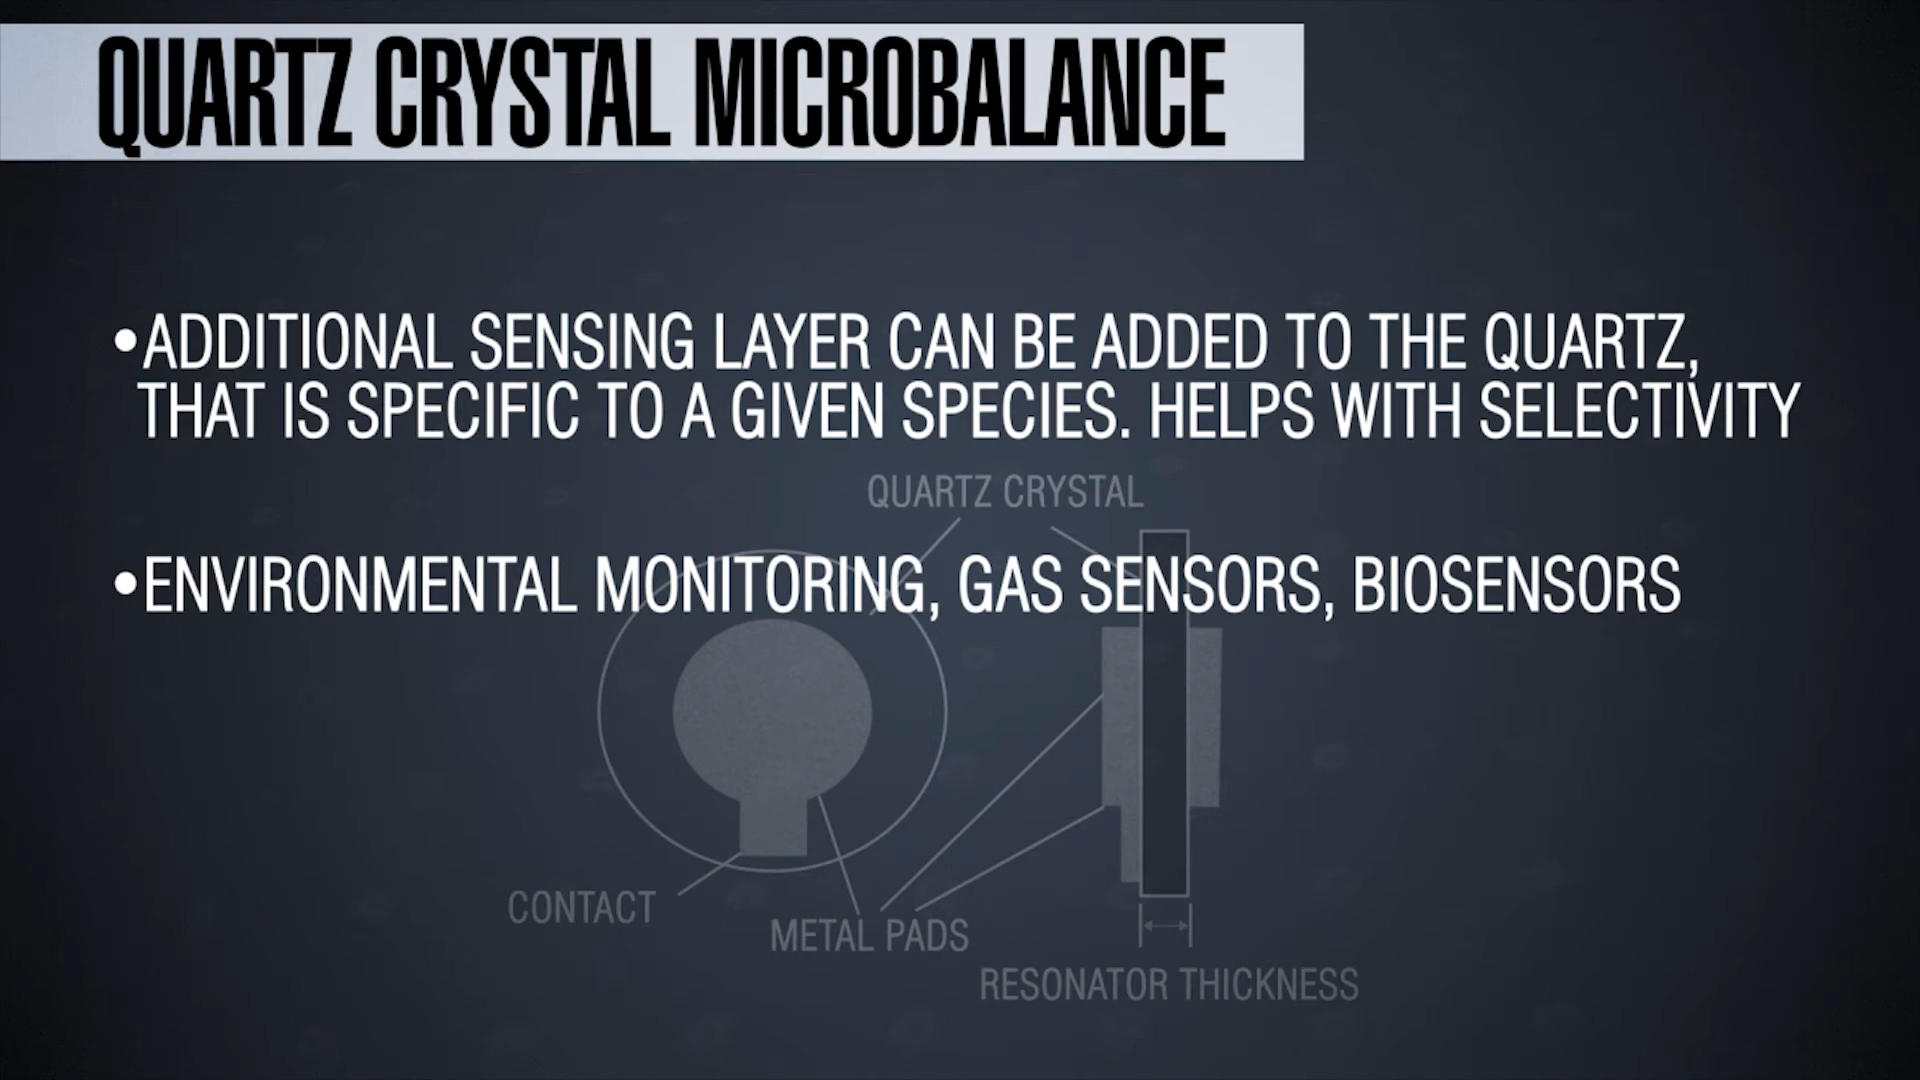 QUARTZ CRYSTAL MICROBALANCE
•ADDITIONAL SENSING LAYER CAN BE ADDED TO THE QUARTZ,
THAT IS SPECIFIC TO A GIVEN SPECIES. HELPS WITH SELECTIVITY
QUARTZ CRYSTAL
•ENVIRONMENTAL MONITORING, GAS SENSORS, BIOSENSORS
CONTACT
METAL PADS
RESONATOR THICKNESS